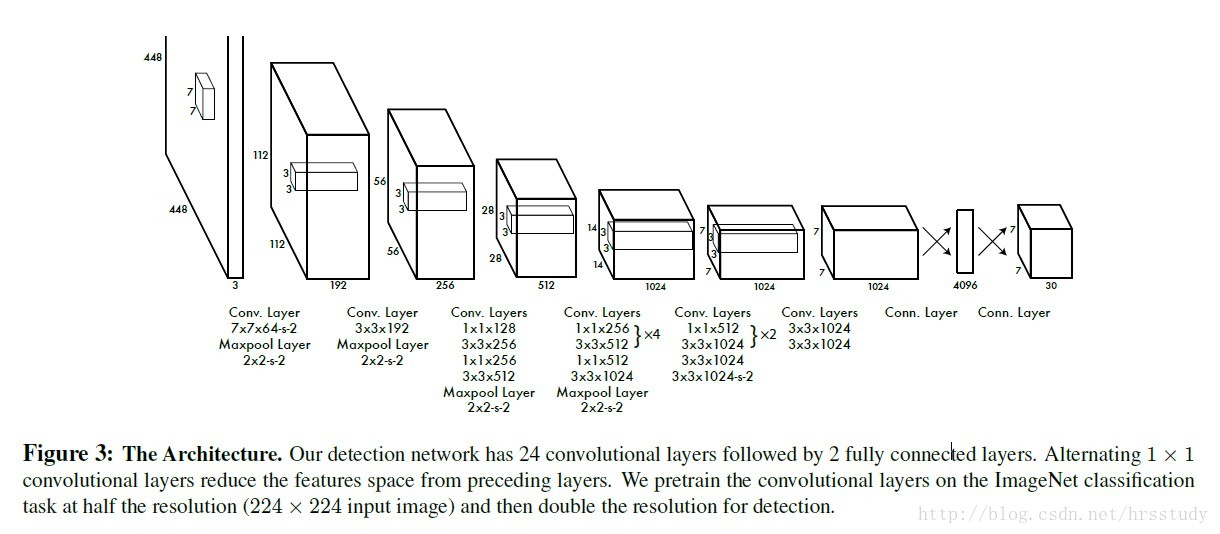 448
7
7
448
3
112
3
3
112
192
56
3
3
56
256
28
3
3
28
512
14
3
3
14
1024
7
3
3
7
1024
7
7
1024
4096
7
7
30
Conv. Layer
7x7x64-s-2
Maxpool Layer
2x2-s-2
Conv. Layer
3x3x192
Maxpool Layer
2x2-s-2
Conv. Layers
1x1x128
3x3x256
1x1x256
3x3x512
Maxpool Layer
2x2-s-2
Conv. Layers
1x1x256
3x3x512
}×4
1x1x512
3x3x1024
Maxpool Layer
2x2-s-2
Conv. Layers
1x1x512
3x3x1024
}×2
3x3x1024
3x3x1024-s-2
Conv. Layers
3x3x1024
3x3x1024
Conn. Layer
Conn. Layer
Figure 3: The Architecture. Our detection network has 24 convolutional layers followed by 2 fully connected layers. Alternating 1 × 1
convolutional layers reduce the features space from preceding layers. We pretrain the convolutional layers on the ImageNet classification
task at half the resolution (224 × 224 input image) and then double the resolution for detection.
http://blog.csdn.net/hrsstudy